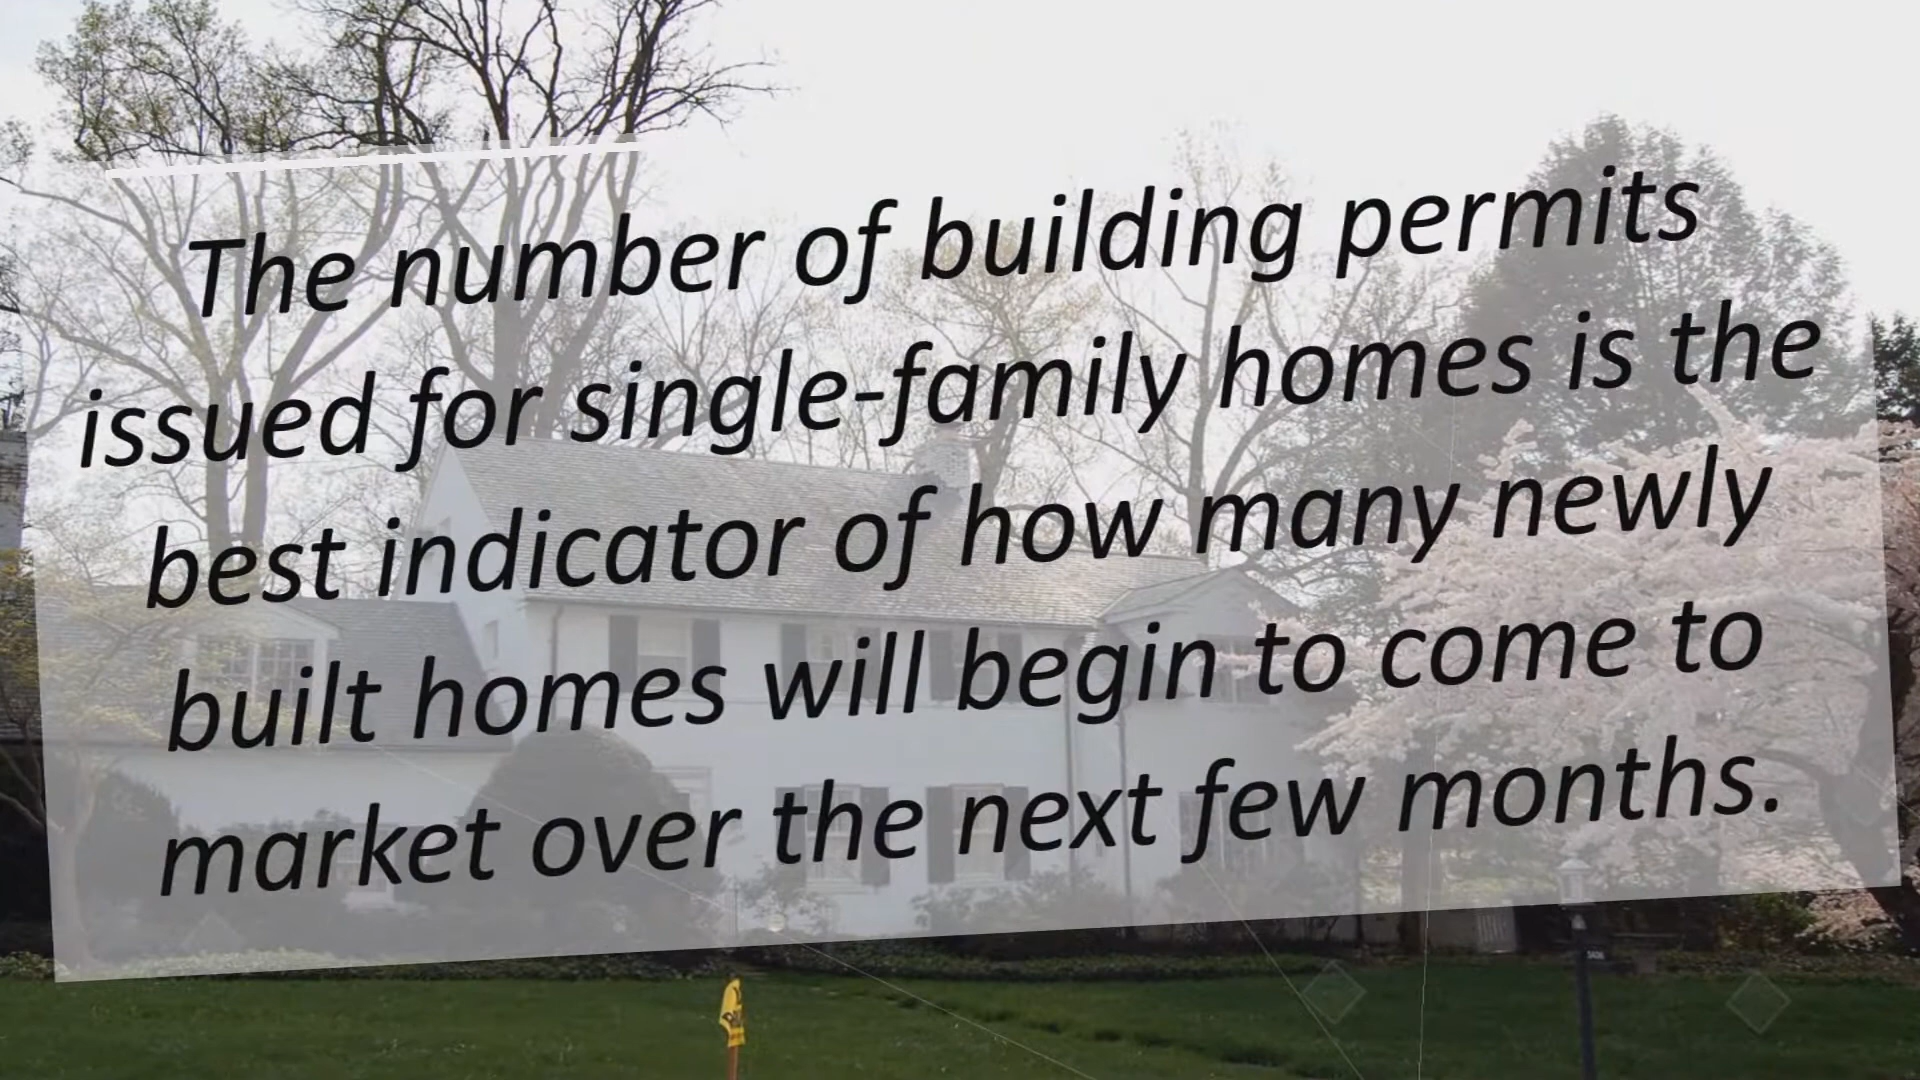 The number of building permits
issued for single-family homes is the
best indicator of how many newly
built homes will begin to come to
market over the next few months.